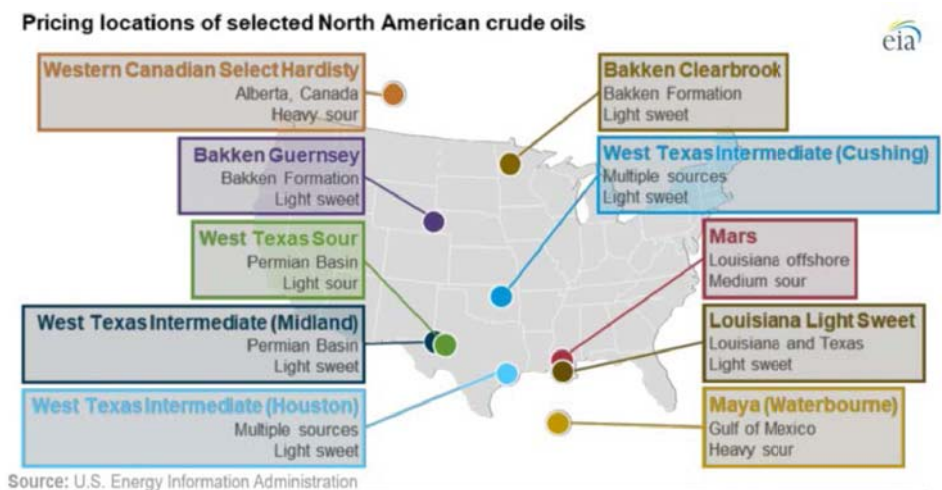 Pricing locations of selected North American crude oils
eia
Western Canadian Select Hardisty
Alberta, Canada
Heavy sour
Bakken Guernsey
Bakken Formation
Light sweet
West Texas Sour
Permian Basin
Light sour
West Texas Intermediate (Midland)
Permian Basin
Light sweet
West Texas Intermediate (Houston)
Multiple sources
Light sweet
Bakken Clearbrook
Bakken Formation
Light sweet
West Texas Intermediate (Cushing)
Multiple sources
Light sweet
Mars
Louisiana offshore
Medium sour
Louisiana Light Sweet
Louisiana and Texas
Light sweet
Maya (Waterbourne)
Gulf of Mexico
Heavy sour
Source: U.S. Energy Information Administration